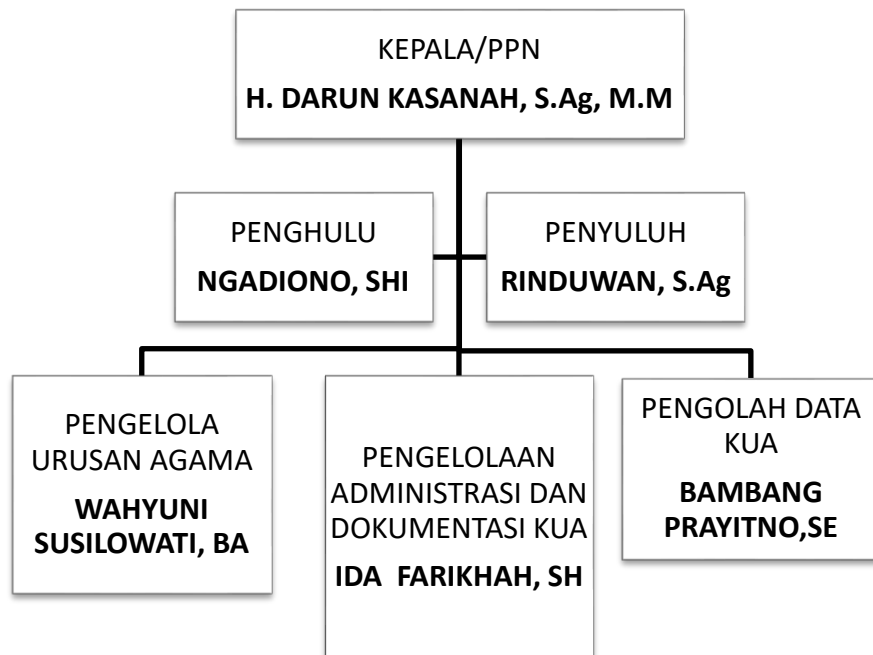 KEPALA/PPN
H. DARUN KASANAH, S.Ag, M.M
PENGHULU
NGADIONO, SHI
PENYULUH
RINDUWAN, S.Ag
PENGELOLA
URUSAN AGAMA
WAHYUNI
SUSILOWATI, BA
PENGELOLAAN
ADMINISTRASI DAN
DOKUMENTASI KUA
IDA  FARIKHAH, SH
PENGOLAH DATA
KUA
BAMBANG
PRAYITNO,SE